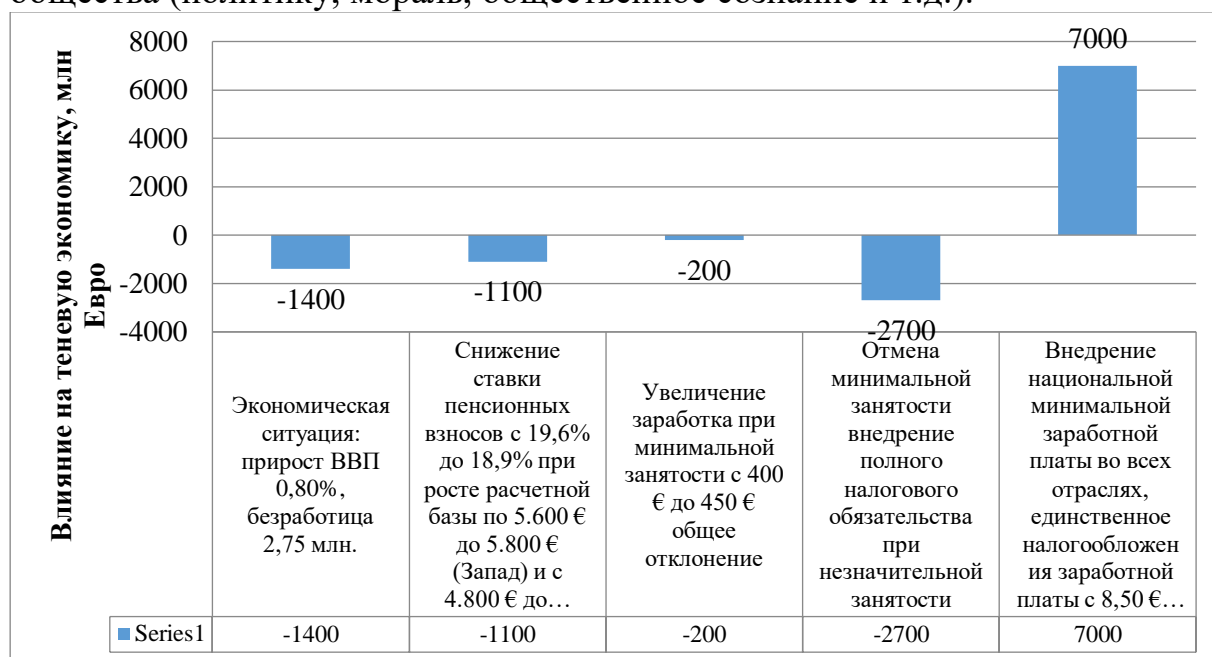 общества (политику, мораль, общественное сознание и т.д.).
Влияние на теневую экономику, млн
Евро
8000
6000
4000
2000
0
-2000
-4000
-1400
-1100
-200
-2700
7000
Экономическая
ситуация:
прирост ВВП
0,80%,
безработица
2,75 млн.
Снижение
ставки
пенсионных
взносов с 19,6%
до 18,9% при
росте расчетной
базы по 5.600 €
до 5.800 €
(Запад) и с
4.800 € до…
Увеличение
заработка при
минимальной
занятости с 400
€ до 450 €
общее
отклонение
Отмена
минимальной
занятости
внедрение
полного
налогового
обязательства
при
незначительной
занятости
Внедрение
национальной
минимальной
заработной
платы во всех
отраслях,
единственное
налогообложен
ия заработной
платы с 8,50 €…
Series1
-1400
-1100
-200
-2700
7000